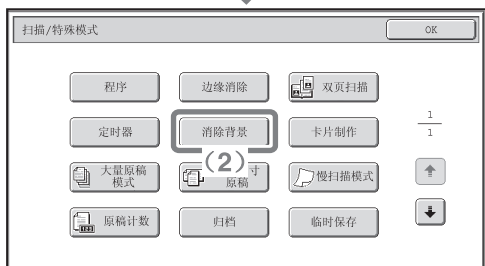 扫描/特殊模式
OK
程序
边缘消除
双页扫描
定时器
消除背景
卡片制作
1
1
大量原稿
模式
(2)
寸
原稿
慢扫描模式
原稿计数
123
归档
临时保存